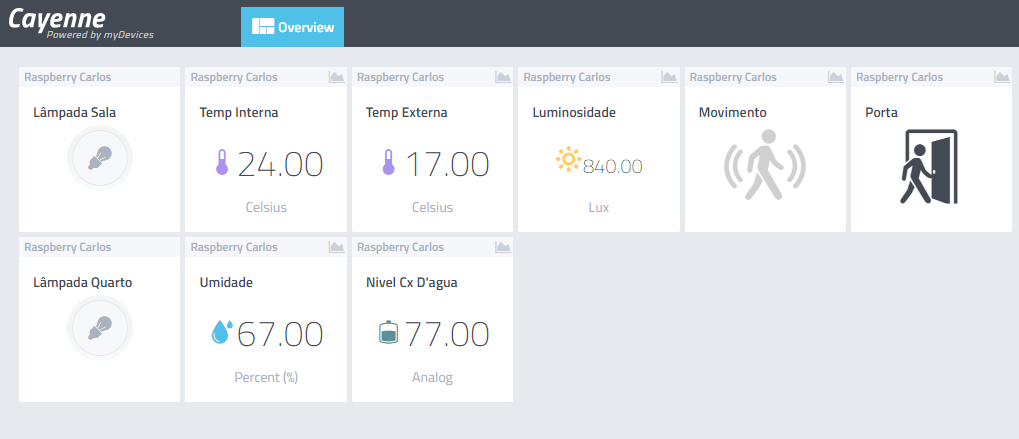 Cayenne
Powered by myDevices
Overview
Raspberry Carlos
Lâmpada Sala
Raspberry Carlos
Temp Interna
24.00
Celsius
Raspberry Carlos
Temp Externa
17.00
Celsius
Raspberry Carlos
Luminosidade
840.00
Lux
Raspberry Carlos
Movimento
Raspberry Carlos
Porta
Raspberry Carlos
Lâmpada Quarto
Raspberry Carlos
Umidade
67.00
Percent (%)
Raspberry Carlos
Nivel Cx D'agua
77.00
Analog